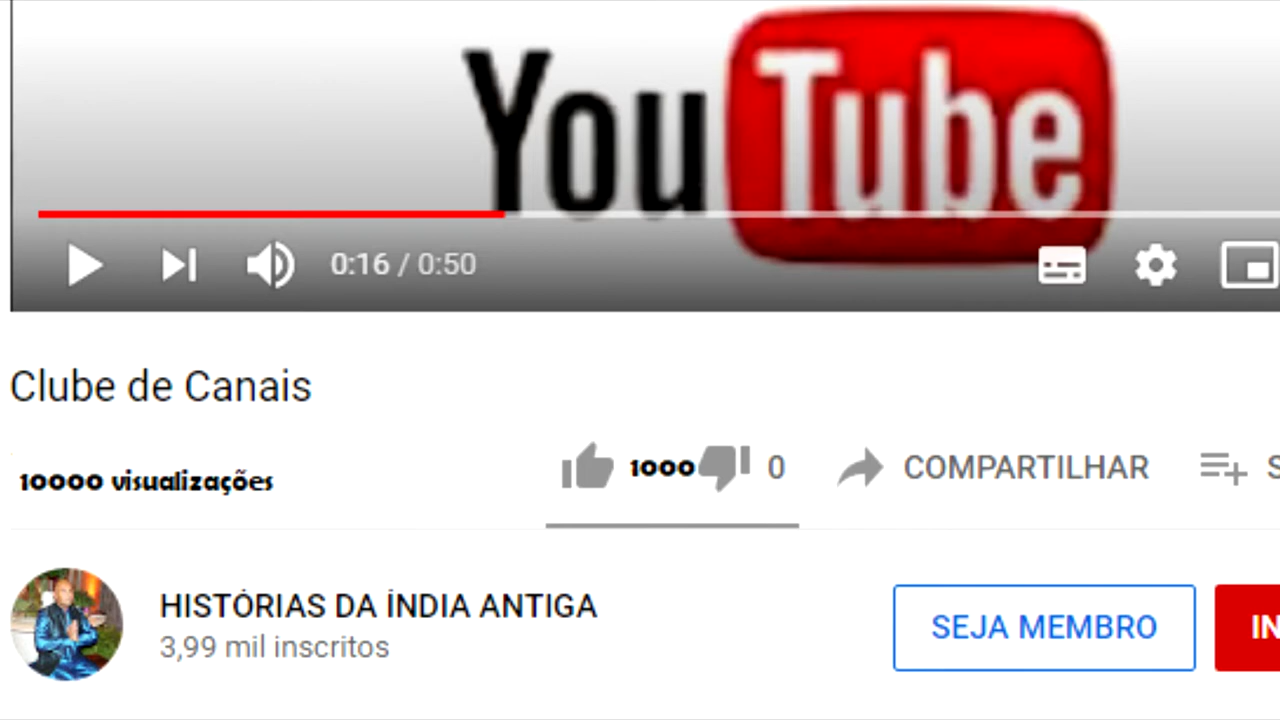 YouTube
0:16 / 0:50
Clube de Canais
10000 visualizações
1000 0 COMPARTILHAR S
HISTÓRIAS DA ÍNDIA ANTIGA
3,99 mil inscritos
SEJA MEMBRO IN